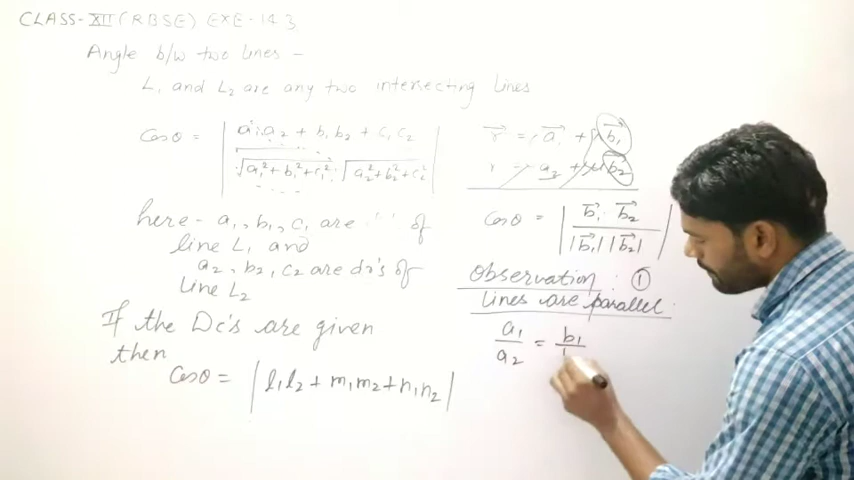 CLASS-XII (RBSE) EXE-14.3
Angle b/w two lines -
L₁ and L₂ are any two intersecting lines
Cosθ = | a₁a₂ + b₁b₂ + c₁c₂ / √a₁²+b₁²+c₁² · √a₂²+b₂²+c₂² |
here - a₁, b₁, c₁ are of
line L₁ and
a₂, b₂, c₂ are dr's of
line L₂
If the Dc's are given
then
Cosθ = | l₁l₂ + m₁m₂ + n₁n₂ |
r⃗ = a⃗₁ + b⃗₁
r = a₂ + μ b⃗₂
Cosθ = | b⃗₁ · b⃗₂ / |b⃗₁| |b⃗₂| |
Observation : ①
Lines are parallel.
a₁/a₂ = b₁/